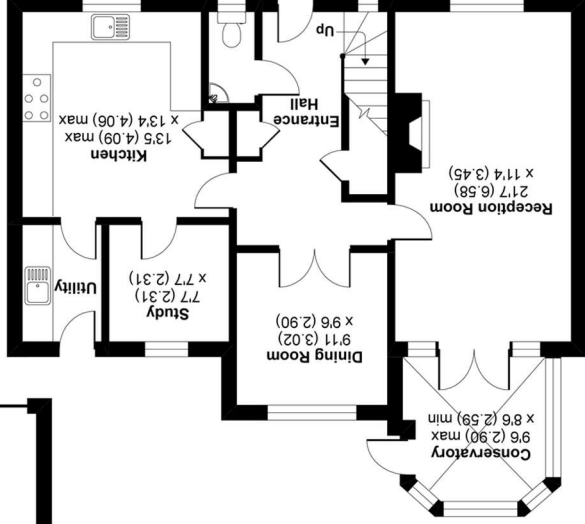 Conservatory
9'6 (2.90) max
x 8'6 (2.59) min
Dining Room
9'11 (3.02)
x 9'6 (2.90)
Study
7'7 (2.31)
x 7'7 (2.31)
Utility
Reception Room
21'7 (6.58)
x 11'4 (3.45)
Kitchen
13'5 (4.09) max
x 13'4 (4.06) max
Entrance
Hall
Up